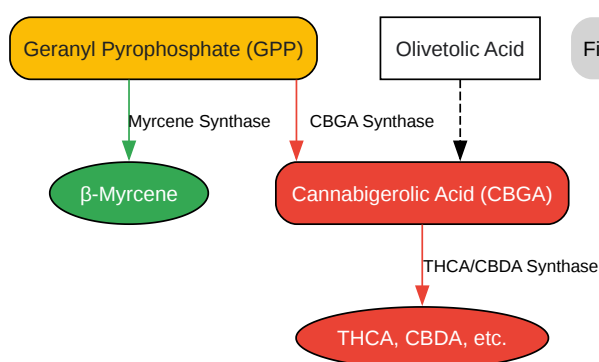 Geranyl Pyrophosphate (GPP)
Olivetolic Acid
Fi
Myrcene Synthase
CBGA Synthase
β-Myrcene
Cannabigerolic Acid (CBGA)
THCA/CBDA Synthase
THCA, CBDA, etc.